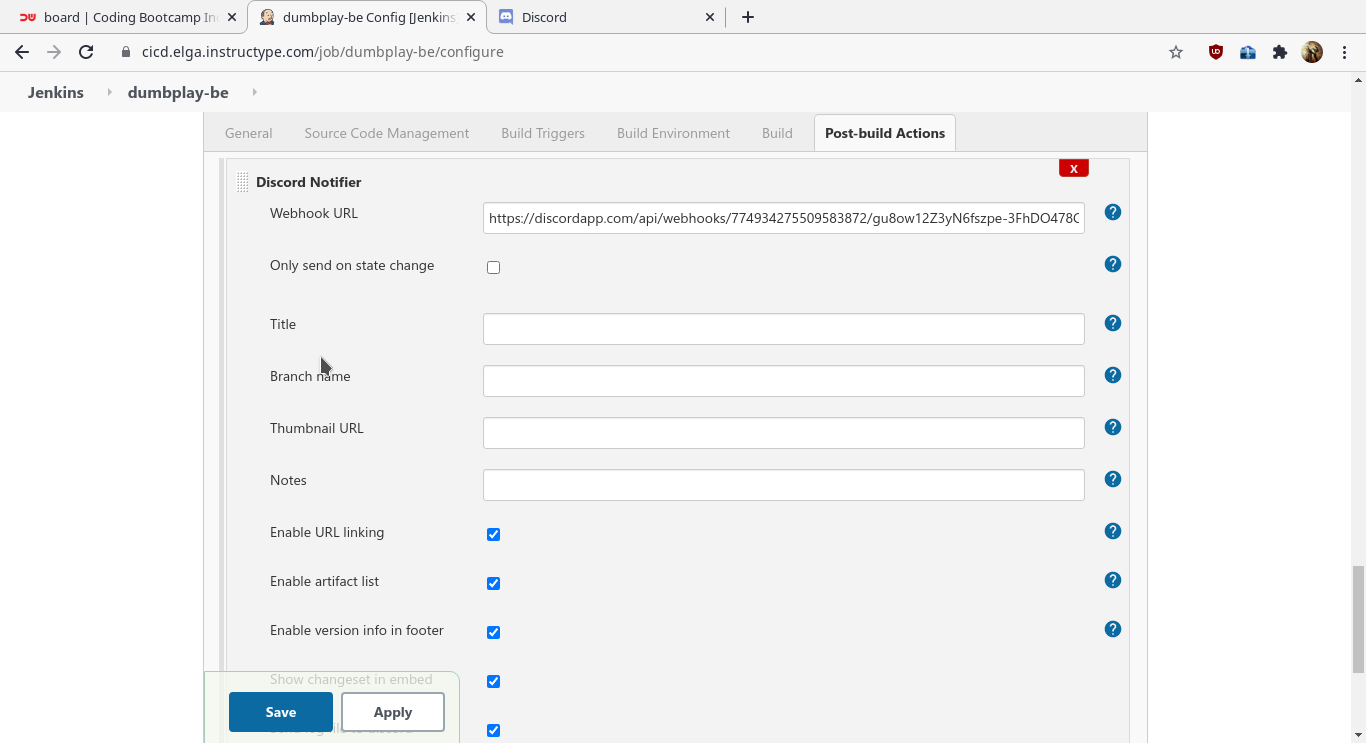 board | Coding Bootcamp In
dumbplay-be Config [Jenkins
Discord
cicd.elga.instructype.com/job/dumbplay-be/configure
Jenkins
dumbplay-be
General
Source Code Management
Build Triggers
Build Environment
Build
Post-build Actions
X
Discord Notifier
Webhook URL
https://discordapp.com/api/webhooks/774934275509583872/gu8ow12Z3yN6fszpe-3FhDO478
?
Only send on state change
?
Title
?
Branch name
?
Thumbnail URL
?
Notes
?
Enable URL linking
?
Enable artifact list
?
Enable version info in footer
?
Show changeset in embed
Save
Apply